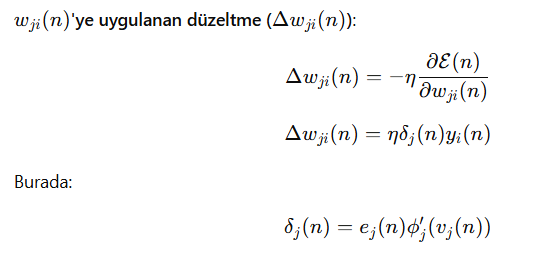 w_{ji}(n)'ye uygulanan düzeltme (Δw_{ji}(n)):
Δw_{ji}(n) = −η ∂ℰ(n)/∂w_{ji}(n)
Δw_{ji}(n) = ηδ_j(n)y_i(n)
Burada:
δ_j(n) = e_j(n)ϕ′_j(v_j(n))